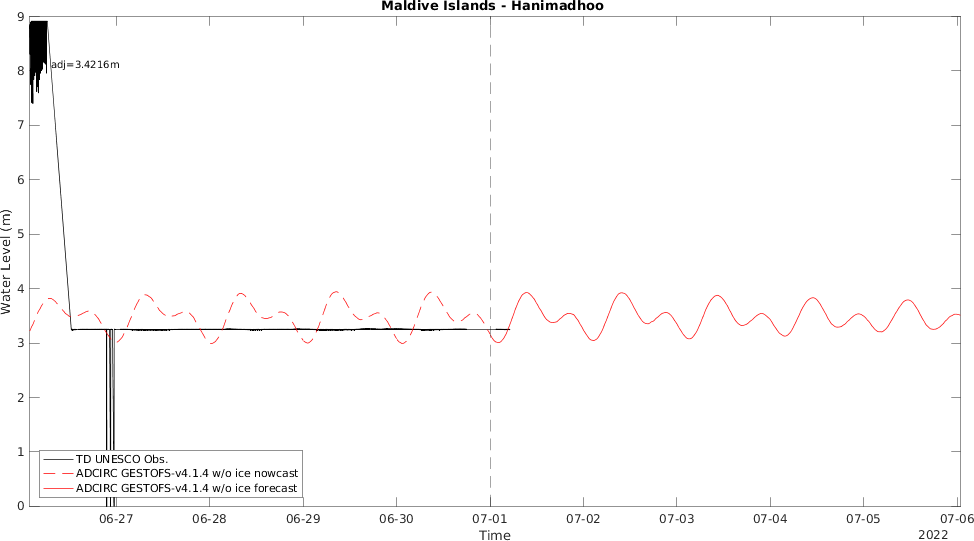 Maldive Islands - Hanimadhoo
9
8
7
6
5
4
3
2
1
0
Water Level (m)
adj=3.4216m
TD UNESCO Obs.
ADCIRC GESTOFS-v4.1.4 w/o ice nowcast
ADCIRC GESTOFS-v4.1.4 w/o ice forecast
06-27 06-28 06-29 06-30 07-01 07-02 07-03 07-04 07-05 07-06
Time
2022